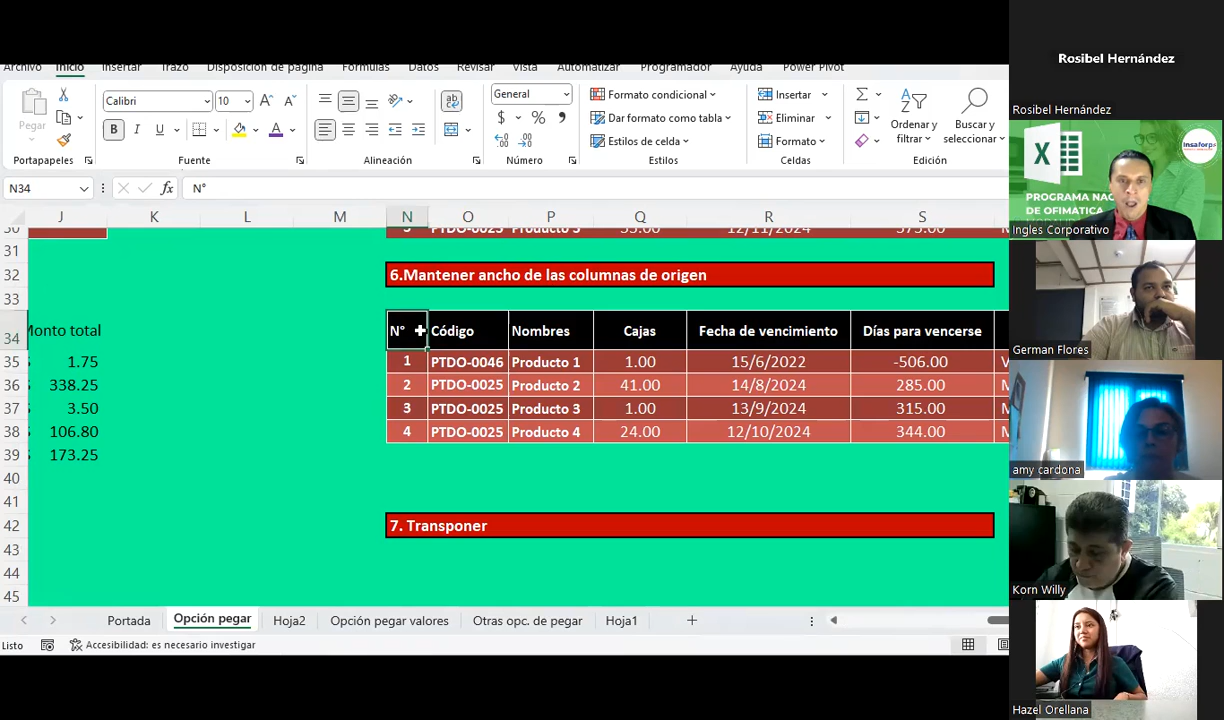 Archivo Inicio Insertar Trazo Disposición de página Fórmulas Datos Revisar Vista Automatizar Programador Ayuda Power Pivot
Pegar
Portapapeles
Calibri 10
N K S
Fuente
ab
Alineación
General
$ % 000
Número
Formato condicional
Dar formato como tabla
Estilos de celda
Estilos
Insertar
Eliminar
Formato
Celdas
Ordenar y filtrar
Buscar y seleccionar
Edición
N34 fx N°
J K L M N O P Q R S
30 PTDO-0025 12/11/2024
31
32 6.Mantener ancho de las columnas de origen
33
34 Monto total N° Código Nombres Cajas Fecha de vencimiento Días para vencerse
35 1.75 1 PTDO-0046 Producto 1 1.00 15/6/2022 -506.00
36 338.25 2 PTDO-0025 Producto 2 41.00 14/8/2024 285.00
37 3.50 3 PTDO-0025 Producto 3 1.00 13/9/2024 315.00
38 106.80 4 PTDO-0025 Producto 4 24.00 12/10/2024 344.00
39 173.25
40
41
42 7. Transponer
43
44
45
Portada Opción pegar Hoja2 Opción pegar valores Otras opc. de pegar Hoja1
Listo Accesibilidad: es necesario investigar
Rosibel Hernández
Rosibel Hernández
X
insaforp
PROGRAMA NAC
DE OFIMATICA
Ingles Corporativo
German Flores
amy cardona
Korn Willy
Hazel Orellana